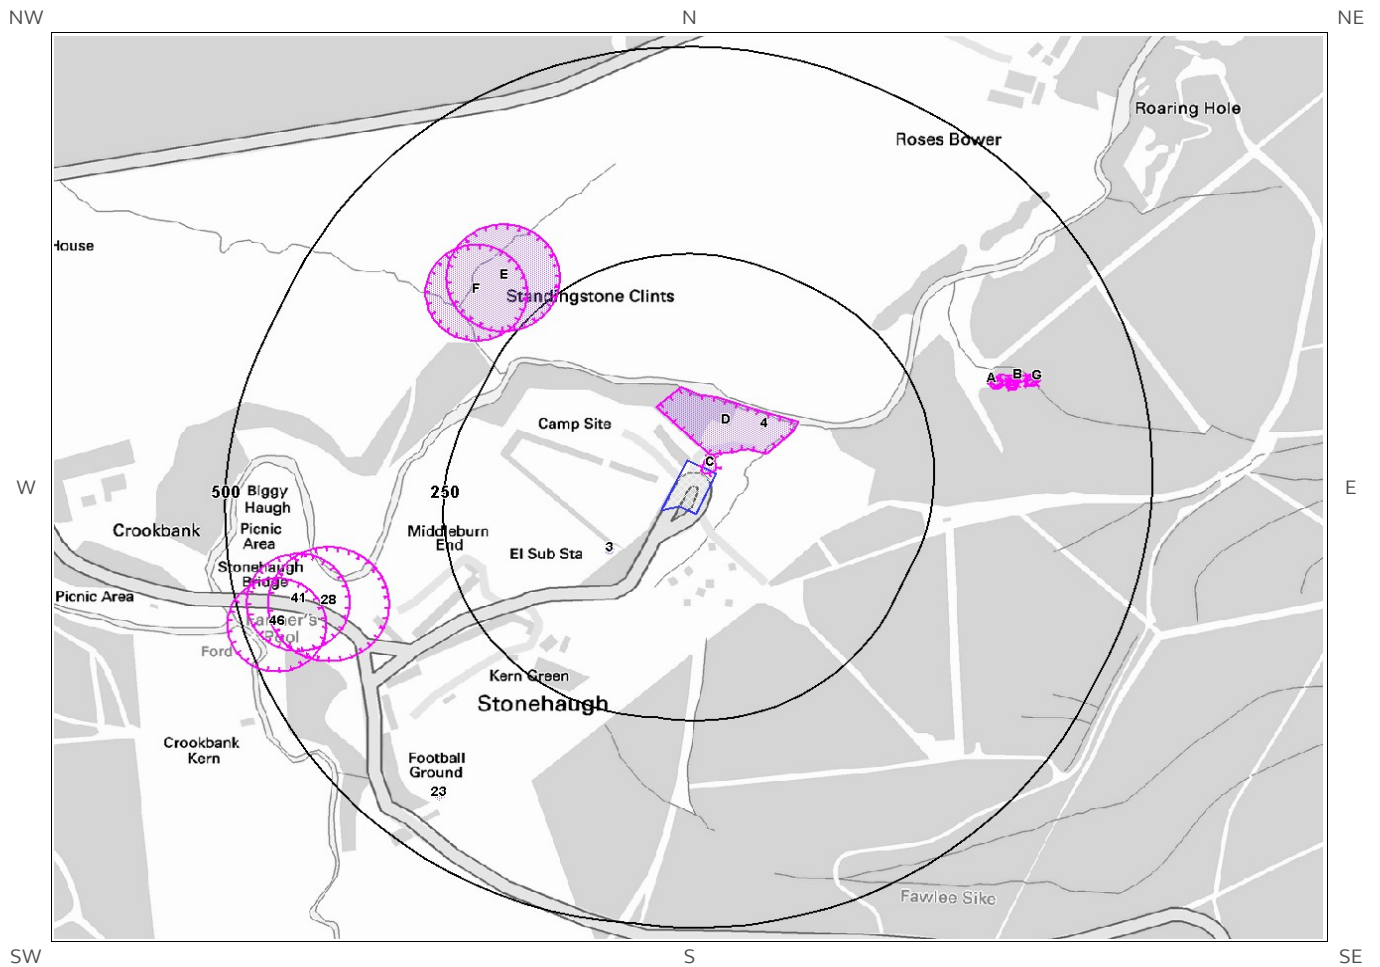 NW
N
NE
Roaring Hole
Roses Bower
House
E
F
Standingstone Clints
A
B
G
D
4
Camp Site
C
W
E
500
Biggy
Haugh
250
Crookbank
Picnic
Area
Middleburn
End
El Sub Sta
3
Stonehaugh
Bridge
Picnic Area
41
28
46
Farmer's
Pool
Ford
Kern Green
Stonehaugh
Crookbank
Kern
Football
Ground
23
Fawlee Sike
SW
S
SE